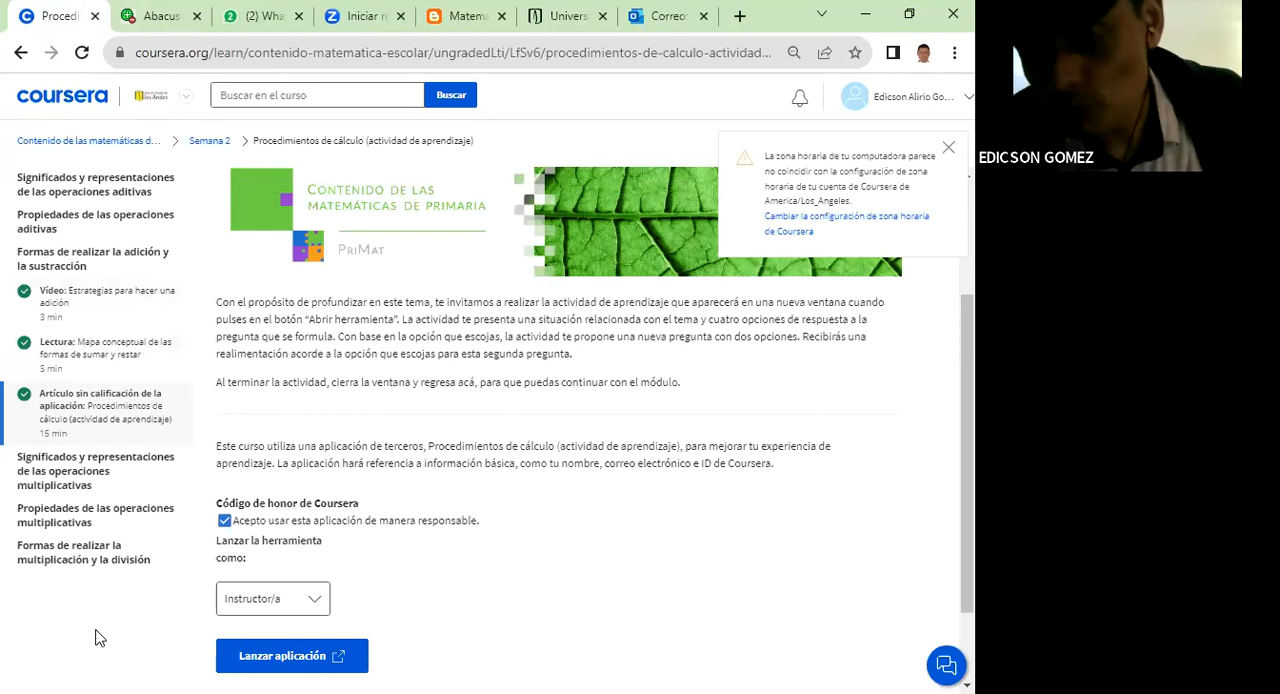 Procedi
Abacus
(2) Wha
Iniciar r
Matema
Univers
Correo
coursera.org/learn/contenido-matematica-escolar/ungradedLti/LfSv6/procedimientos-de-calculo-actividad...
coursera
Buscar en el curso
Buscar
Edicson Alirio Go...
EDICSON GOMEZ
Contenido de las matemáticas d...
Semana 2
Procedimientos de cálculo (actividad de aprendizaje)
Significados y representaciones
de las operaciones aditivas
Propiedades de las operaciones
aditivas
Formas de realizar la adición y
la sustracción
Vídeo: Estrategias para hacer una
adición
3 min
Lectura: Mapa conceptual de las
formas de sumar y restar
5 min
Artículo sin calificación de la
aplicación: Procedimientos de
cálculo (actividad de aprendizaje)
15 min
Significados y representaciones
de las operaciones
multiplicativas
Propiedades de las operaciones
multiplicativas
Formas de realizar la
multiplicación y la división
CONTENIDO DE LAS
MATEMÁTICAS DE PRIMARIA
PRIMAT
La zona horaria de tu computadora parece
no coincidir con la configuración de zona
horaria de tu cuenta de Coursera de
America/Los_Angeles.
Cambiar la configuración de zona horaria
de Coursera
Con el propósito de profundizar en este tema, te invitamos a realizar la actividad de aprendizaje que aparecerá en una nueva ventana cuando
pulses en el botón “Abrir herramienta”. La actividad te presenta una situación relacionada con el tema y cuatro opciones de respuesta a la
pregunta que se formula. Con base en la opción que escojas, la actividad te propone una nueva pregunta con dos opciones. Recibirás una
realimentación acorde a la opción que escojas para esta segunda pregunta.
Al terminar la actividad, cierra la ventana y regresa acá, para que puedas continuar con el módulo.
Este curso utiliza una aplicación de terceros, Procedimientos de cálculo (actividad de aprendizaje), para mejorar tu experiencia de
aprendizaje. La aplicación hará referencia a información básica, como tu nombre, correo electrónico e ID de Coursera.
Código de honor de Coursera
Acepto usar esta aplicación de manera responsable.
Lanzar la herramienta
como:
Instructor/a
Lanzar aplicación